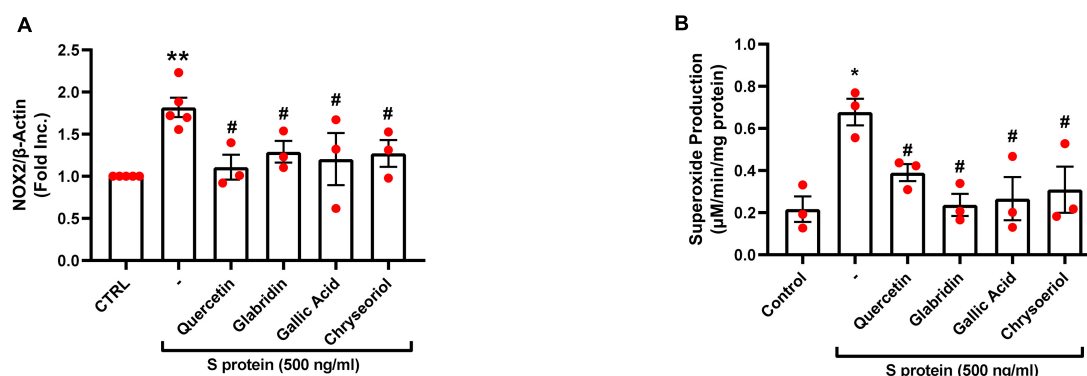 A
NOX2/β-Actin
(Fold Inc.)
2.5
2.0
1.5
1.0
0.5
0.0
**
#
#
#
#
CTRL
-
Quercetin
Glabridin
Gallic Acid
Chryseoriol
S protein (500 ng/ml)
B
Superoxide Production
(µM/min/mg protein)
1.0
0.8
0.6
0.4
0.2
0.0
*
#
#
#
#
Control
-
Quercetin
Glabridin
Gallic Acid
Chrysoeriol
S protein (500 ng/ml)